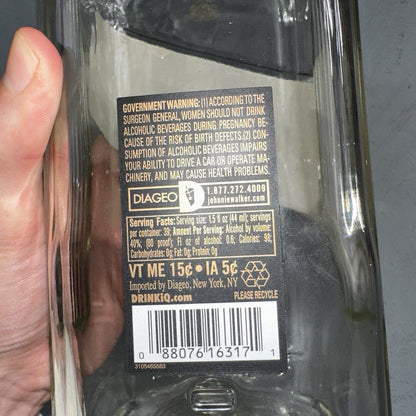 GOVERNMENT WARNING: (1) ACCORDING TO THE
SURGEON GENERAL, WOMEN SHOULD NOT DRINK
ALCOHOLIC BEVERAGES DURING PREGNANCY BE-
CAUSE OF THE RISK OF BIRTH DEFECTS. (2) CON-
SUMPTION OF ALCOHOLIC BEVERAGES IMPAIRS
YOUR ABILITY TO DRIVE A CAR OR OPERATE MA-
CHINERY, AND MAY CAUSE HEALTH PROBLEMS.
DIAGEO
1.877.272.4009
johnniewalker.com
Serving Facts: Serving size: 1.5 fl oz (44 ml); servings
per container: 39; Amount Per Serving: Alcohol by volume:
40%, (80 proof); Fl oz of alcohol: 0.6; Calories: 98;
Carbohydrates: 0g; Fat: 0g; Protein: 0g
VT ME 15¢ • IA 5¢
Imported by Diageo, New York, NY
DRINKiQ.com
PLEASE RECYCLE
0 88076 16317 1
3105465563